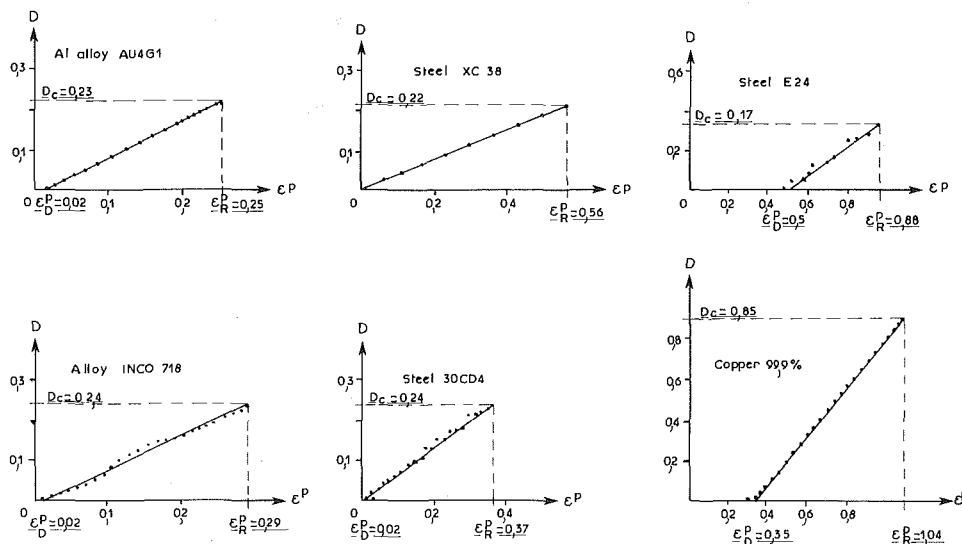 D
0,3
Al alloy AU4G1
Dc=0,23
0,1
0
0,1
0,2
εP
εPD=0,02
εPR=0,25
D
0,3
Steel XC 38
Dc=0,22
0,1
0
0,2
0,4
εP
εPR=0,56
D
0,6
Steel E24
Dc=0,17
0,2
0
0,2
0,4
0,6
0,8
εP
εPD=0,5
εPR=0,88
D
0,3
Alloy INCO 718
Dc=0,24
0,1
0
0,1
0,2
εP
εPD=0,02
εPR=0,29
D
0,3
Steel 30CD4
Dc=0,24
0,1
0
0,2
0,4
εP
εPD=0,02
εPR=0,37
D
Dc=0,85
0,8
Copper 99,9%
0,6
0,4
0,2
0
0,2
0,4
0,6
0,8
εPD=0,35
εPR=1,04